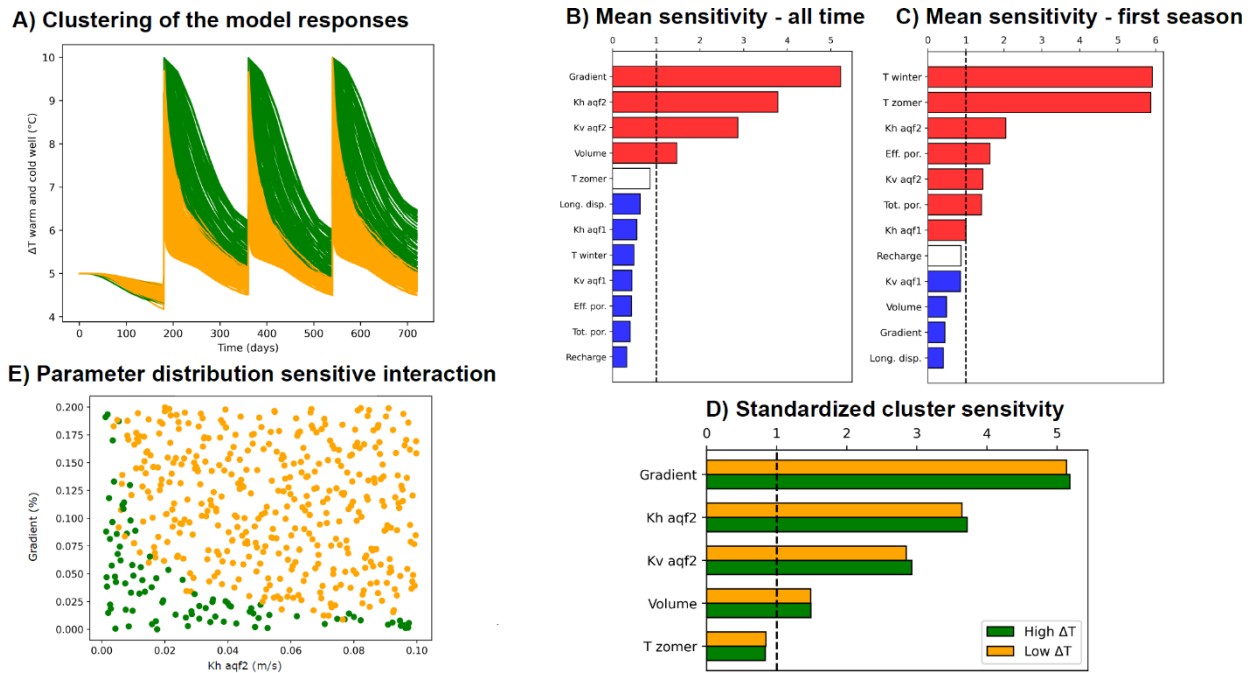 A) Clustering of the model responses
10
9
8
7
6
5
4
ΔT warm and cold well (°C)
0 100 200 300 400 500 600 700
Time (days)
B) Mean sensitivity - all time
0 1 2 3 4 5
Gradient
Kh aqf2
Kv aqf2
Volume
T zomer
Long. disp.
Kh aqf1
T winter
Kv aqf1
Eff. por.
Tot. por.
Recharge
C) Mean sensitivity - first season
0 1 2 3 4 5 6
T winter
T zomer
Kh aqf2
Eff. por.
Kv aqf2
Tot. por.
Kh aqf1
Recharge
Kv aqf1
Volume
Gradient
Long. disp.
E) Parameter distribution sensitive interaction
0.200
0.175
0.150
0.125
0.100
0.075
0.050
0.025
0.000
Gradient (%)
0.00 0.02 0.04 0.06 0.08 0.10
Kh aqf2 (m/s)
D) Standardized cluster sensitvity
0 1 2 3 4 5
Gradient
Kh aqf2
Kv aqf2
Volume
T zomer
High ΔT
Low ΔT